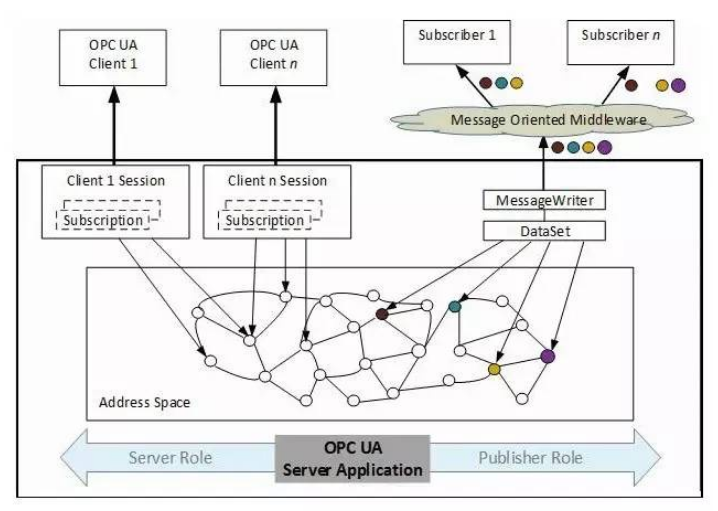 OPC UA
Client 1
OPC UA
Client n
Subscriber 1
Subscriber n
Message Oriented Middleware
Client 1 Session
Subscription
Client n Session
Subscription
MessageWriter
DataSet
Address Space
Server Role
OPC UA
Server Application
Publisher Role